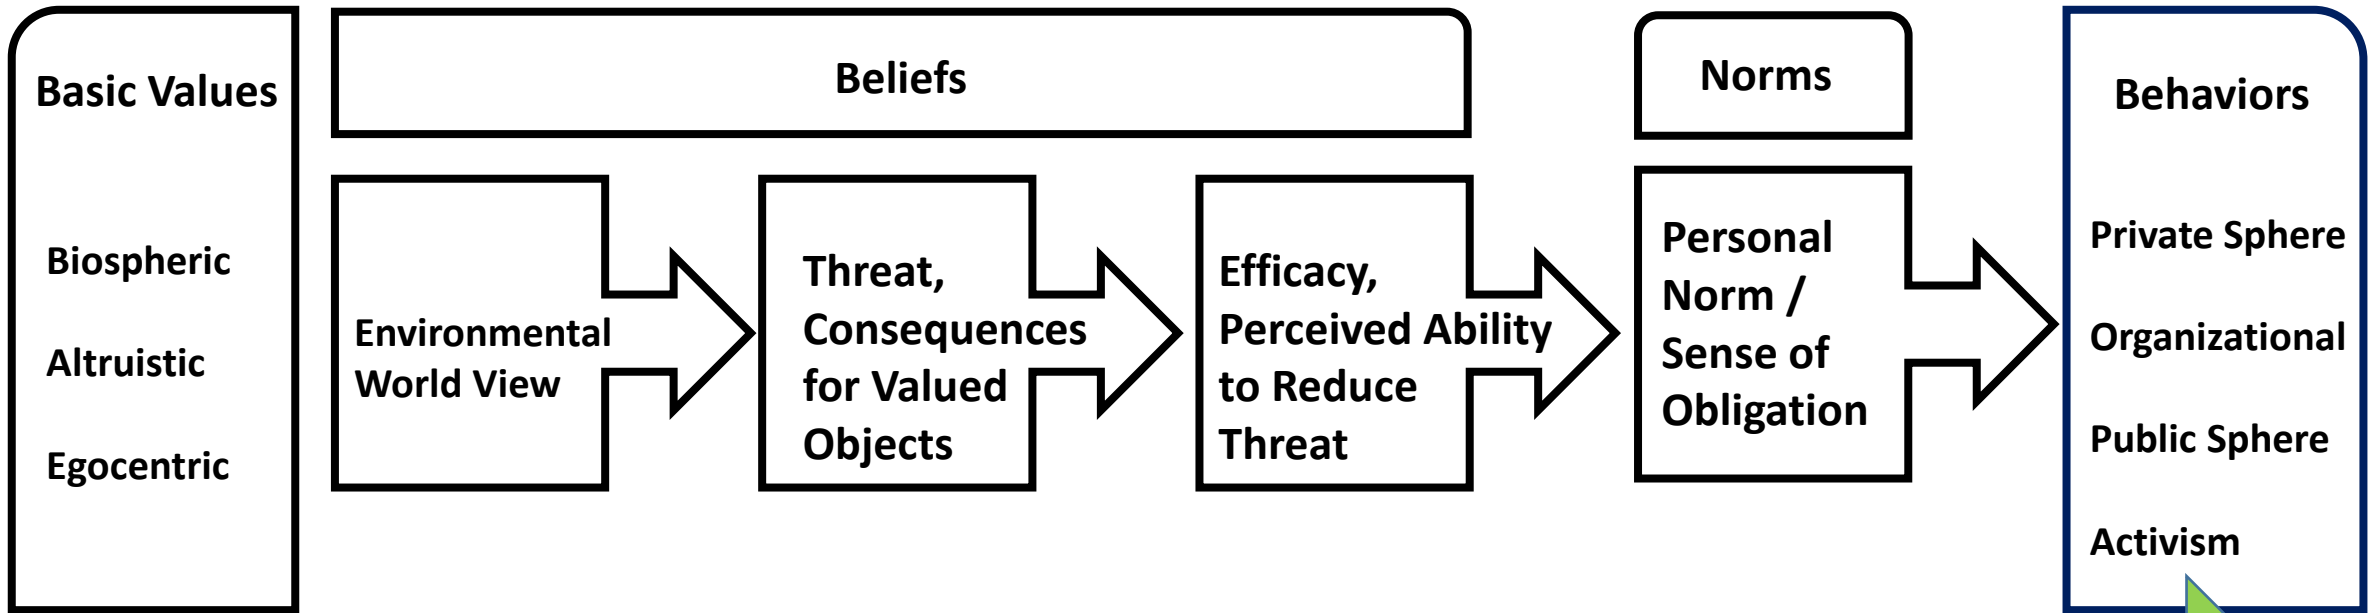 Basic Values
Biospheric
Altruistic
Egocentric
Beliefs
Environmental
World View
Threat,
Consequences
for Valued
Objects
Efficacy,
Perceived Ability
to Reduce
Threat
Norms
Personal
Norm /
Sense of
Obligation
Behaviors
Private Sphere
Organizational
Public Sphere
Activism